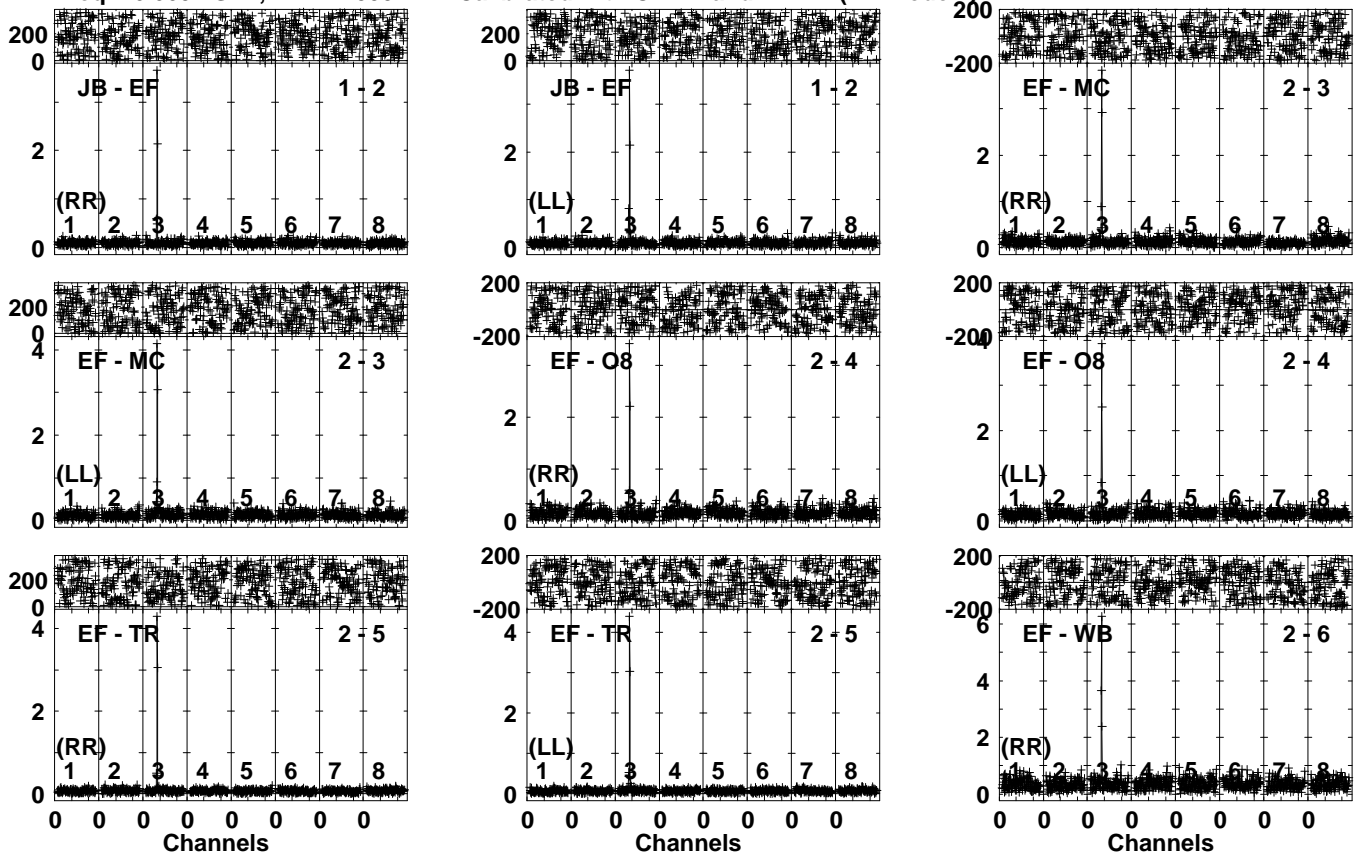 200 200 200
0 0 -200
JB - EF 1 - 2 JB - EF 1 - 2 EF - MC 2 - 3
2 2 2
(RR) (LL) (RR)
1 2 3 4 5 6 7 8 1 2 3 4 5 6 7 8 1 2 3 4 5 6 7 8
0 0 0
200 200 200
0 -200 -200
4 4
EF - MC 2 - 3 EF - O8 2 - 4 EF - O8 2 - 4
2 2 2
(LL) (RR) (LL)
1 2 3 4 5 6 7 8 1 2 3 4 5 6 7 8 1 2 3 4 5 6 7 8
0 0 0
200 200 200
0 -200 -200
4 4 6
EF - TR 2 - 5 EF - TR 2 - 5 EF - WB 2 - 6
4
2 2 2
(RR) (LL) (RR)
1 2 3 4 5 6 7 8 1 2 3 4 5 6 7 8 1 2 3 4 5 6 7 8
0 0 0
0 0 0 0 0 0 0 0 0 0 0 0 0 0 0 0 0 0 0 0 0 0 0 0
Channels Channels Channels